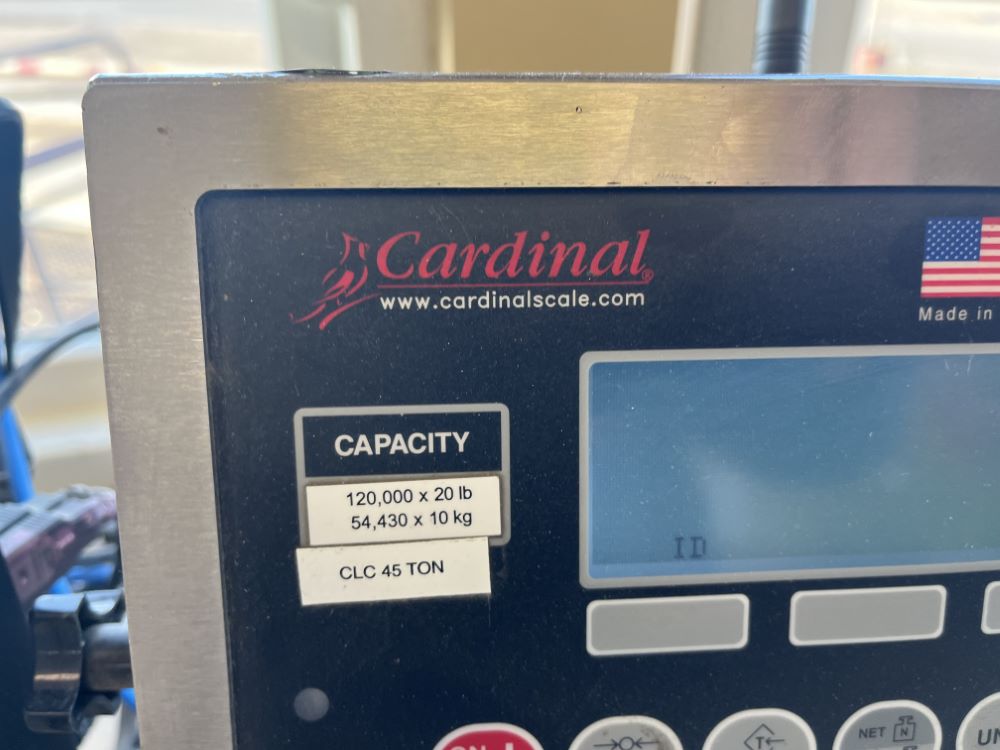 Cardinal®
www.cardinalscale.com
Made in
CAPACITY
120,000 x 20 lb
54,430 x 10 kg
CLC 45 TON
ID
NET N
T